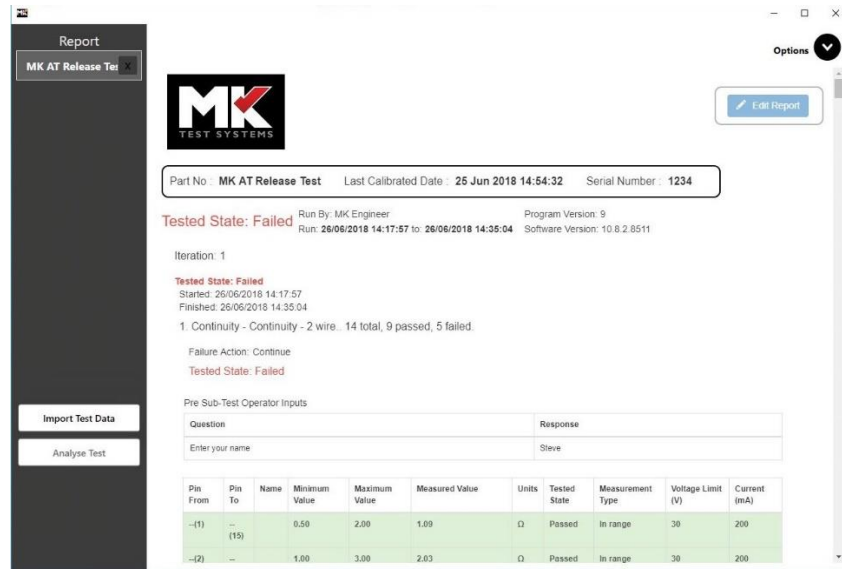 MK
Report
MK AT Release Tes X
Import Test Data
Analyse Test
Options
MK
TEST SYSTEMS
Edit Report
Part No : MK AT Release Test Last Calibrated Date : 25 Jun 2018 14:54:32 Serial Number : 1234
Tested State: Failed
Run By: MK Engineer Program Version: 9
Run: 26/06/2018 14:17:57 to: 26/06/2018 14:35:04 Software Version: 10.8.2.8511
Iteration: 1
Tested State: Failed
Started: 26/06/2018 14:17:57
Finished: 26/06/2018 14:35:04
1. Continuity - Continuity - 2 wire.. 14 total, 9 passed, 5 failed.
Failure Action: Continue
Tested State: Failed
Pre Sub-Test Operator Inputs
Question Response
Enter your name Steve
Pin From Pin To Name Minimum Value Maximum Value Measured Value Units Tested State Measurement Type Voltage Limit (V) Current (mA)
--(1) --(15) 0.50 2.00 1.09 Ω Passed In range 30 200
--(2) -- 1.00 3.00 2.03 Ω Passed In range 30 200